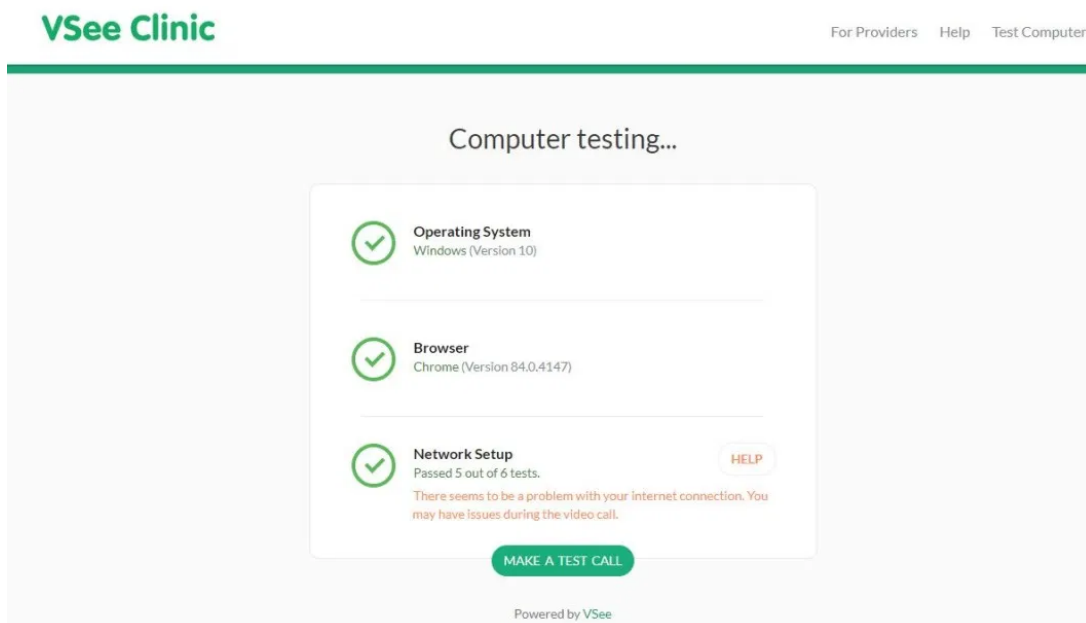 VSee Clinic
For Providers Help Test Computer
Computer testing...
Operating System
Windows (Version 10)
Browser
Chrome (Version 84.0.4147)
Network Setup
HELP
Passed 5 out of 6 tests.
There seems to be a problem with your internet connection. You
may have issues during the video call.
MAKE A TEST CALL
Powered by VSee